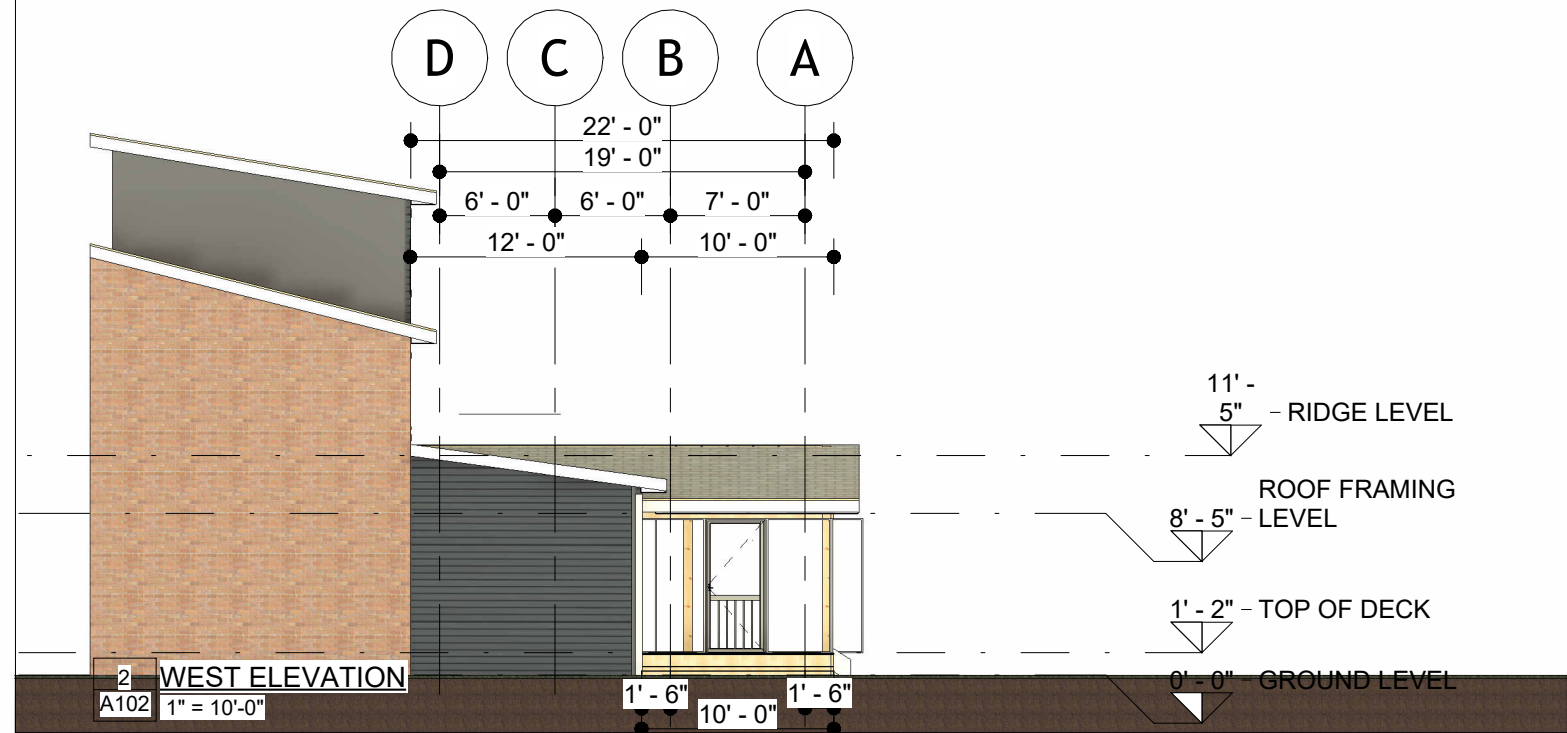 D C B A
22' - 0"
19' - 0"
6' - 0" 6' - 0" 7' - 0"
12' - 0" 10' - 0"
11' -
5" RIDGE LEVEL
ROOF FRAMING
8' - 5" LEVEL
1' - 2" TOP OF DECK
0' - 0" GROUND LEVEL
2 WEST ELEVATION
A102 1" = 10'-0"
1' - 6" 1' - 6"
10' - 0"